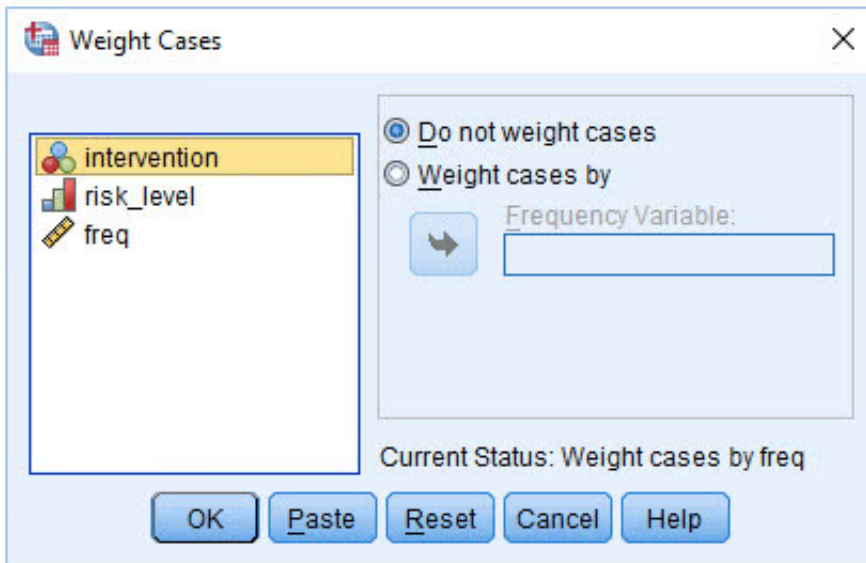 Weight Cases
intervention
risk_level
freq
Do not weight cases
Weight cases by
Frequency Variable:
Current Status: Weight cases by freq
OK Paste Reset Cancel Help